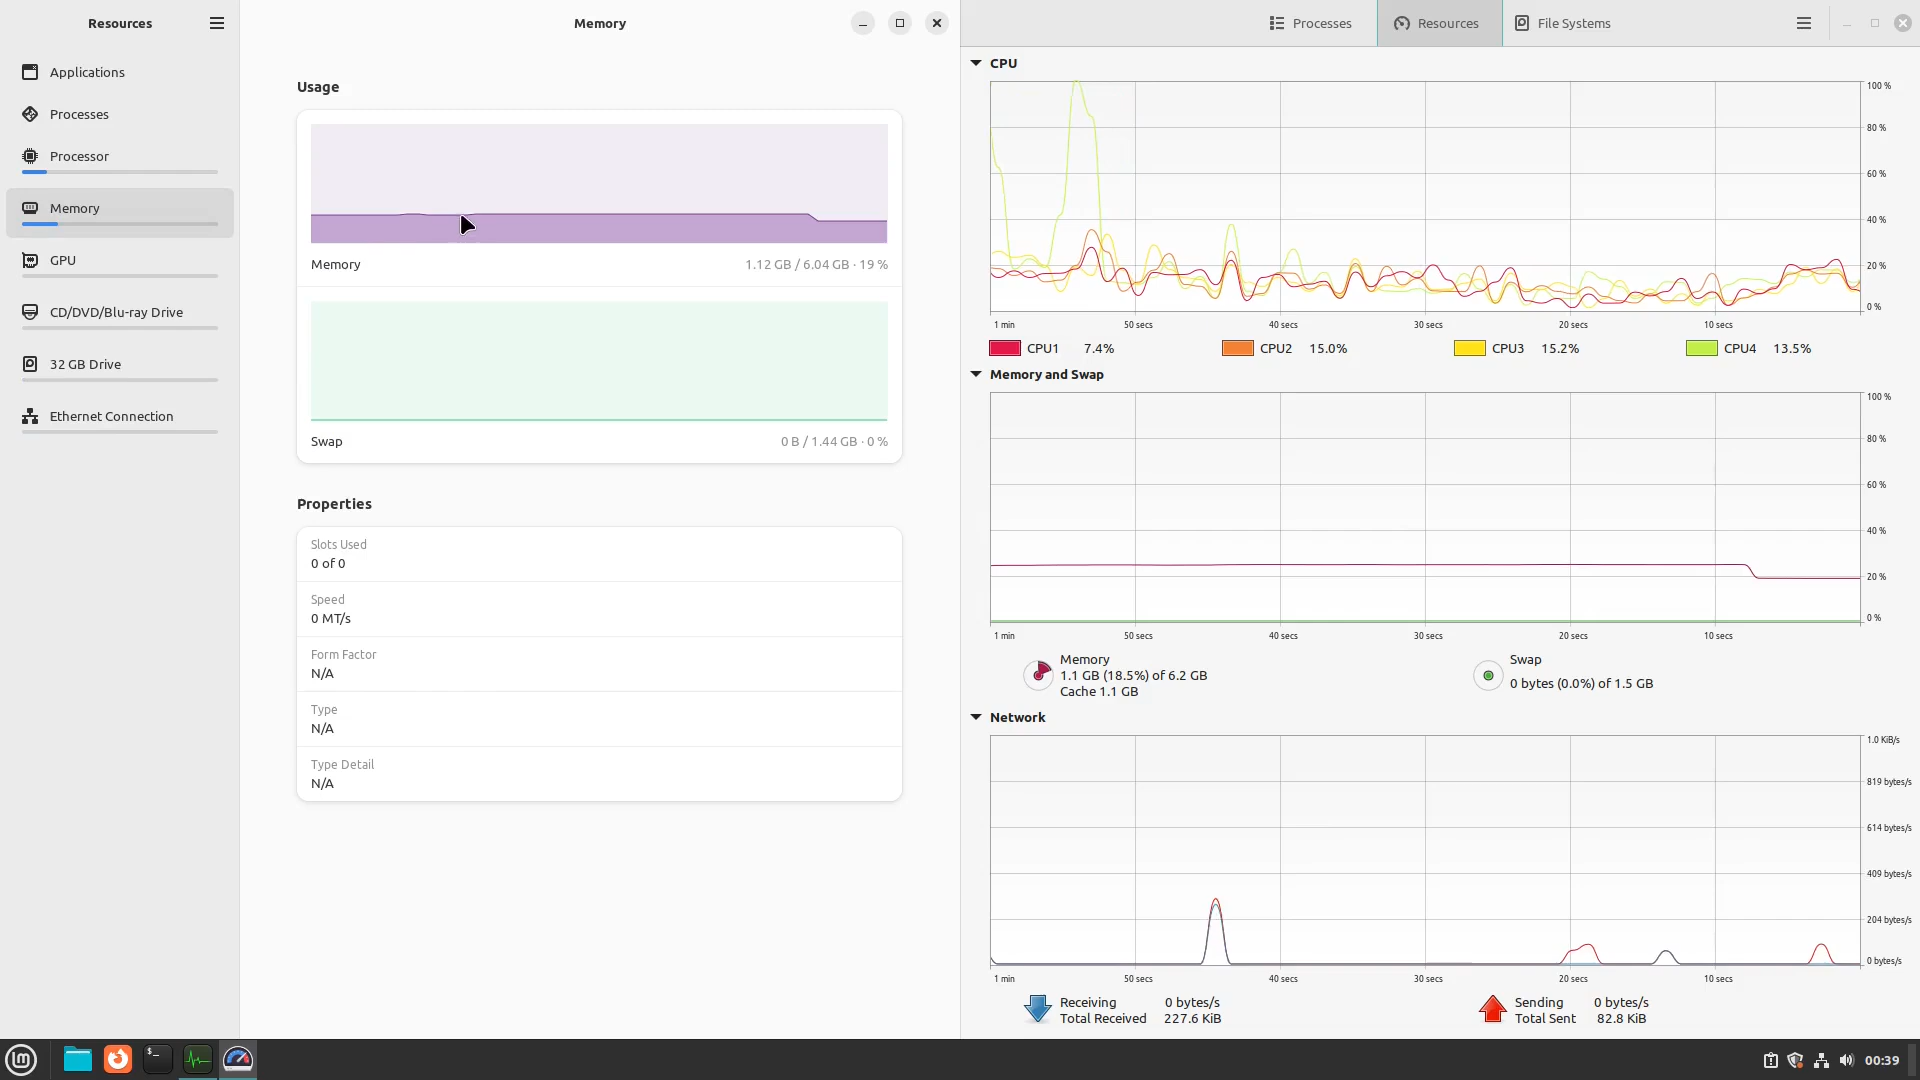 Resources
Applications
Processes
Processor
Memory
GPU
CD/DVD/Blu-ray Drive
32 GB Drive
Ethernet Connection
Memory
Usage
Memory 1.12 GB / 6.04 GB · 19 %
Swap 0 B / 1.44 GB · 0 %
Properties
Slots Used
0 of 0
Speed
0 MT/s
Form Factor
N/A
Type
N/A
Type Detail
N/A
Processes Resources File Systems
CPU
100 %
80 %
60 %
40 %
20 %
0 %
1 min 50 secs 40 secs 30 secs 20 secs 10 secs
CPU1 7.4% CPU2 15.0% CPU3 15.2% CPU4 13.5%
Memory and Swap
100 %
80 %
60 %
40 %
20 %
0 %
1 min 50 secs 40 secs 30 secs 20 secs 10 secs
Memory
1.1 GB (18.5%) of 6.2 GB
Cache 1.1 GB
Swap
0 bytes (0.0%) of 1.5 GB
Network
1.0 KiB/s
819 bytes/s
614 bytes/s
409 bytes/s
204 bytes/s
0 bytes/s
1 min 50 secs 40 secs 30 secs 20 secs 10 secs
Receiving 0 bytes/s
Total Received 227.6 KiB
Sending 0 bytes/s
Total Sent 82.8 KiB
00:39